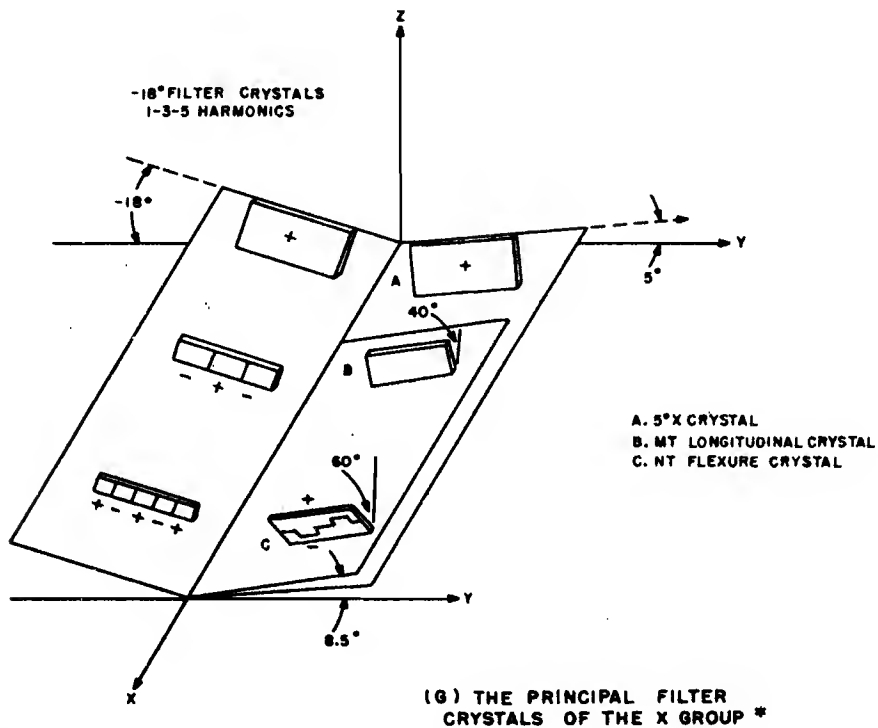 Z
-18° FILTER CRYSTALS
1-3-5 HARMONICS
-18°
+
A
+
Y
5°
40°
B
- + -
A. 5° X CRYSTAL
B. MT LONGITUDINAL CRYSTAL
C. NT FLEXURE CRYSTAL
60°
+ - + - +
+
C
-
Y
8.5°
X
(G) THE PRINCIPAL FILTER
CRYSTALS OF THE X GROUP *